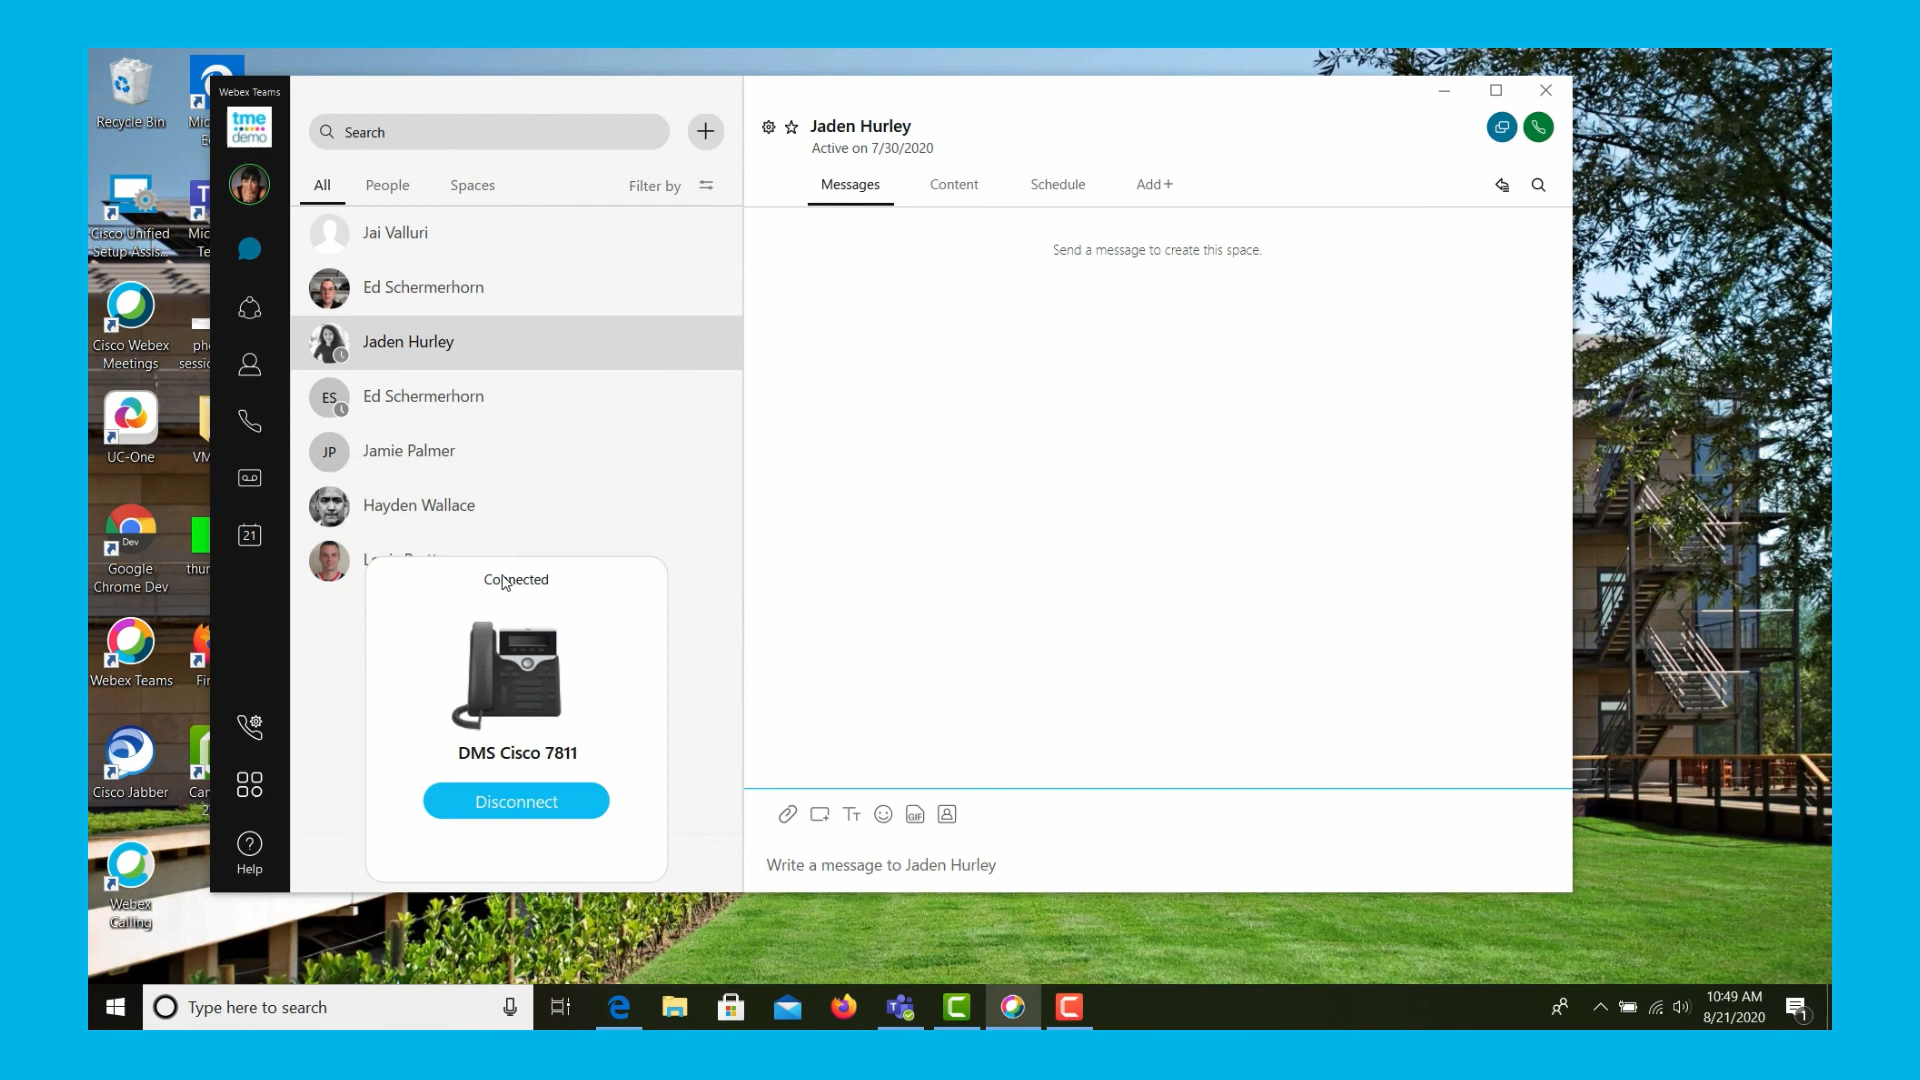 Recycle Bin
Cisco Unified
Setup Assis...
Cisco Webex
Meetings
UC-One
Dev
Google
Chrome Dev
Webex Teams
Cisco Jabber
Webex
Calling
Webex Teams
tme
demo
21
Help
Search
All
People
Spaces
Filter by
Jai Valluri
Ed Schermerhorn
Jaden Hurley
ES
Ed Schermerhorn
JP
Jamie Palmer
Hayden Wallace
Connected
DMS Cisco 7811
Disconnect
Jaden Hurley
Active on 7/30/2020
Messages
Content
Schedule
Add+
Send a message to create this space.
GIF
Write a message to Jaden Hurley
Type here to search
10:49 AM
8/21/2020
1